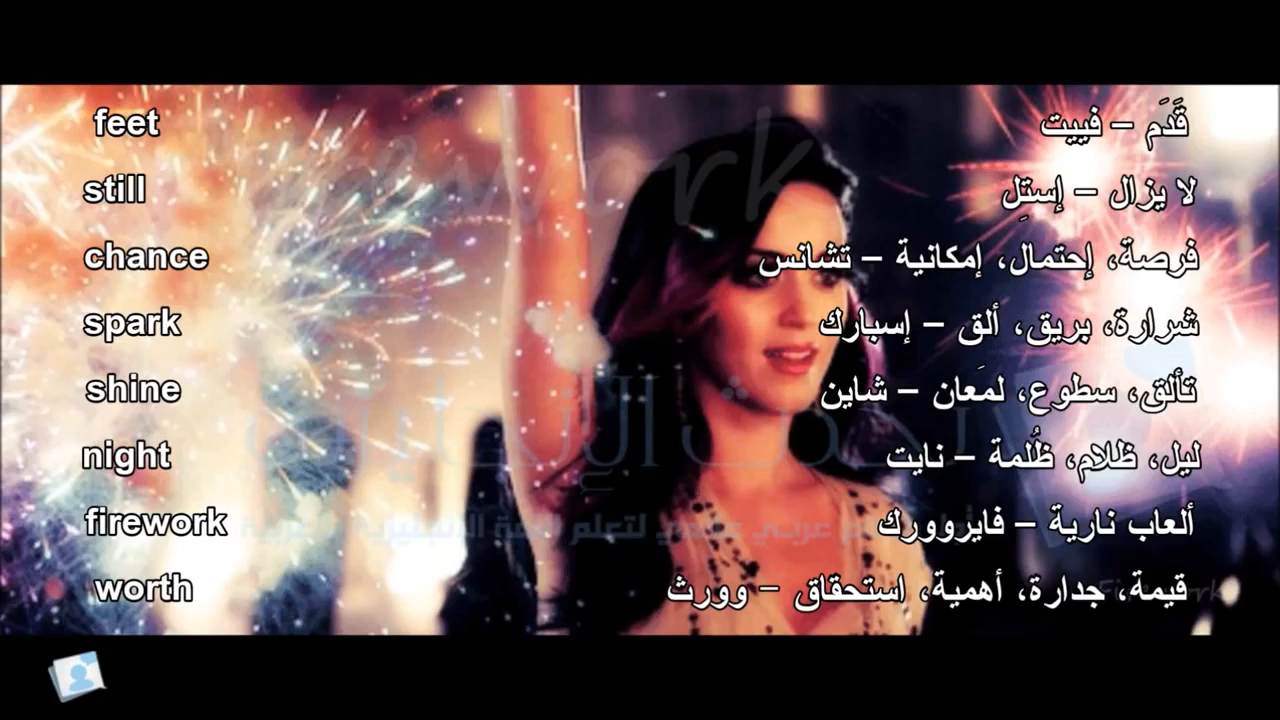 feet قَدَم – فييت
still لا يزال – إستِل
chance فرصة، إحتمال، إمكانية – تشانس
spark شرارة، بريق، ألق – إسبارك
shine تألق، سطوع، لمَعان – شاين
night ليل، ظلام، ظُلمة – نايت
firework ألعاب نارية – فايروورك
worth قيمة، جدارة، أهمية، استحقاق – وورث